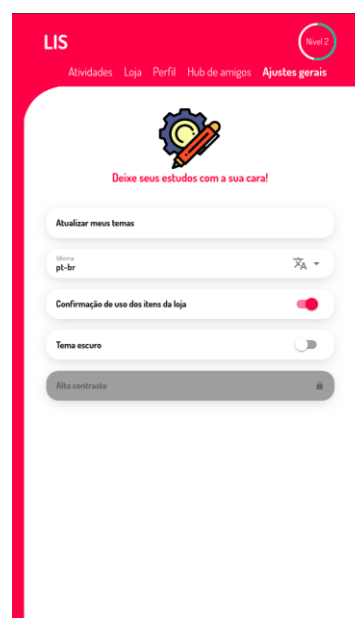 LIS
Nível 2
Atividades Loja Perfil Hub de amigos Ajustes gerais
Deixe seus estudos com a sua cara!
Atualizar meus temas
Idioma
pt-br
Confirmação de uso dos itens da loja
Tema escuro
Alto contraste